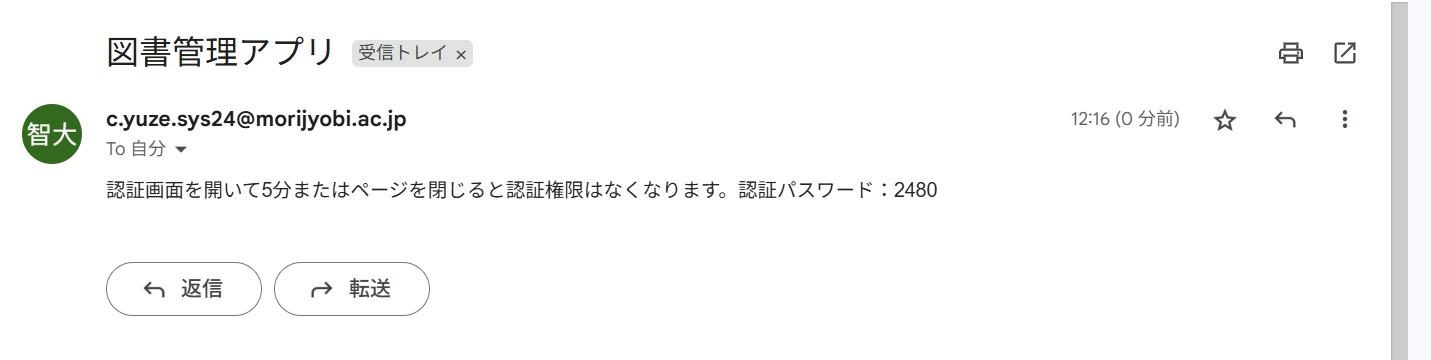 図書管理アプリ 受信トレイ ×
智大
c.yuze.sys24@morijyobi.ac.jp 12:16 (0 分前)
To 自分
認証画面を開いて5分またはページを閉じると認証権限はなくなります。認証パスワード：2480
返信 転送